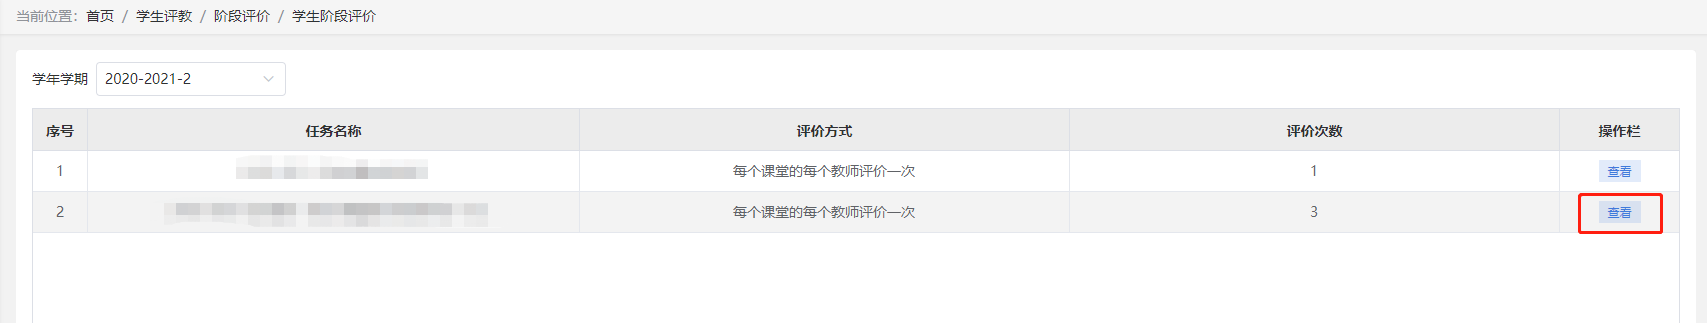 当前位置：首页 / 学生评教 / 阶段评价 / 学生阶段评价
学年学期 2020-2021-2
序号 任务名称 评价方式 评价次数 操作栏
1 每个课堂的每个教师评价一次 1 查看
2 每个课堂的每个教师评价一次 3 查看